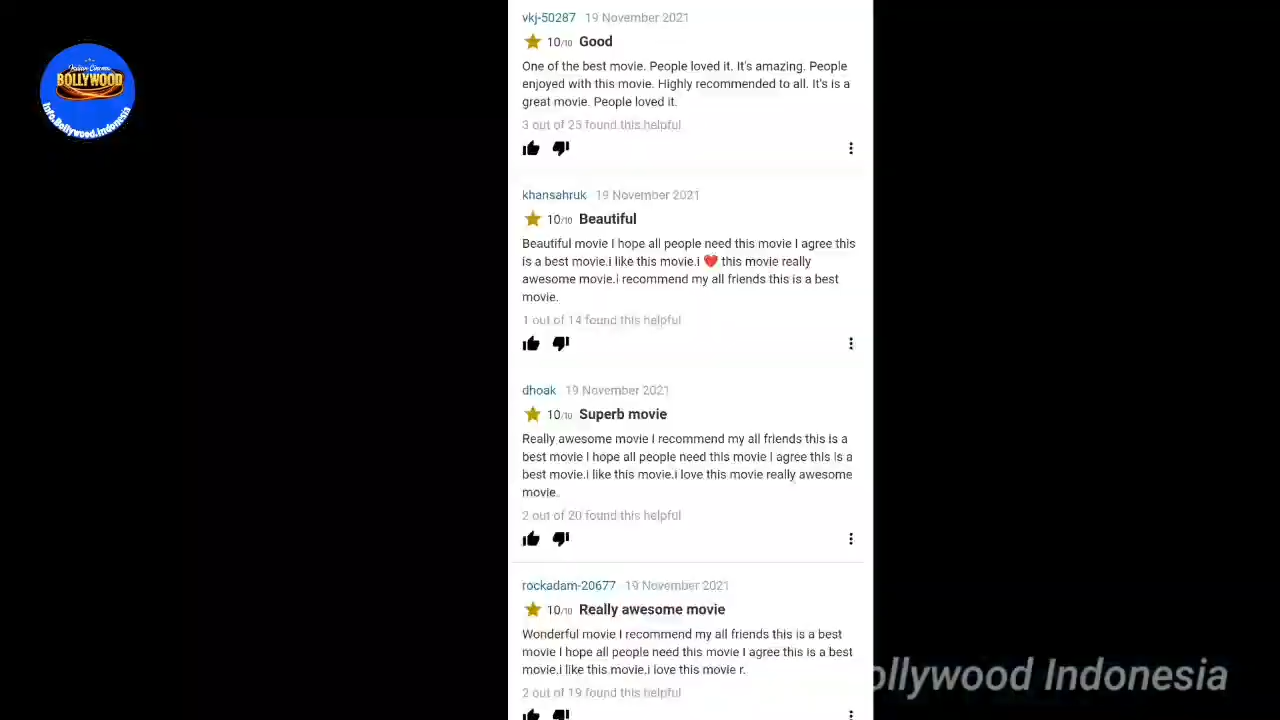 Indian Cinema
BOLLYWOOD
Info.Bollywood.Indonesia
vkj-50287 19 November 2021
10/10 Good
One of the best movie. People loved it. It's amazing. People
enjoyed with this movie. Highly recommended to all. It's is a
great movie. People loved it.
3 out of 25 found this helpful
khansahruk 19 November 2021
10/10 Beautiful
Beautiful movie I hope all people need this movie I agree this
is a best movie.i like this movie.i ❤️ this movie really
awesome movie.i recommend my all friends this is a best
movie.
1 out of 14 found this helpful
dhoak 19 November 2021
10/10 Superb movie
Really awesome movie I recommend my all friends this is a
best movie I hope all people need this movie I agree this is a
best movie.i like this movie.i love this movie really awesome
movie.
2 out of 20 found this helpful
rockadam-20677 19 November 2021
10/10 Really awesome movie
Wonderful movie I recommend my all friends this is a best
movie I hope all people need this movie I agree this is a best
movie.i like this movie.i love this movie r.
2 out of 19 found this helpful
ollywood Indonesia